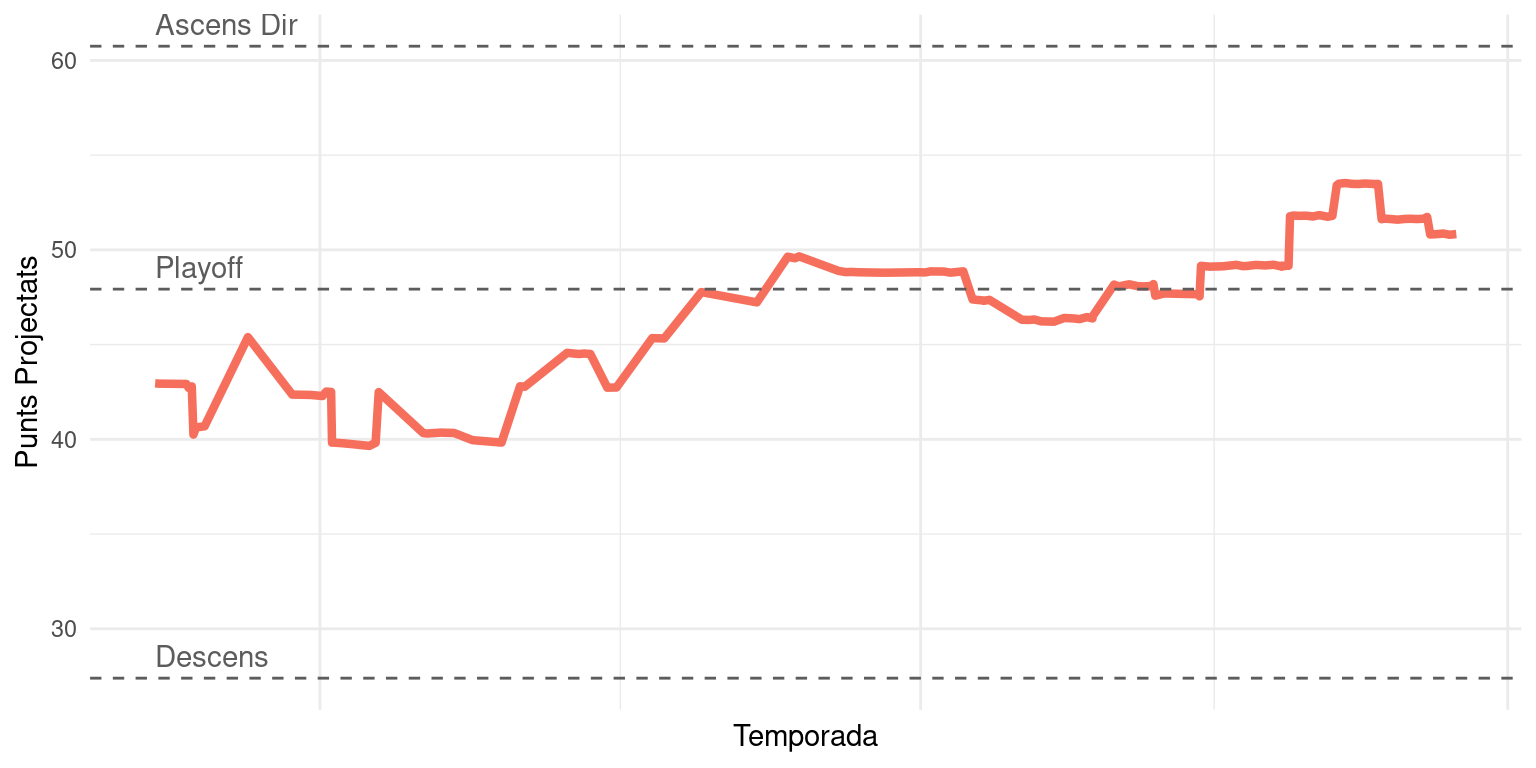 Ascens Dir
60
50
Playoff
Punts Projectats
40
30
Descens
Temporada